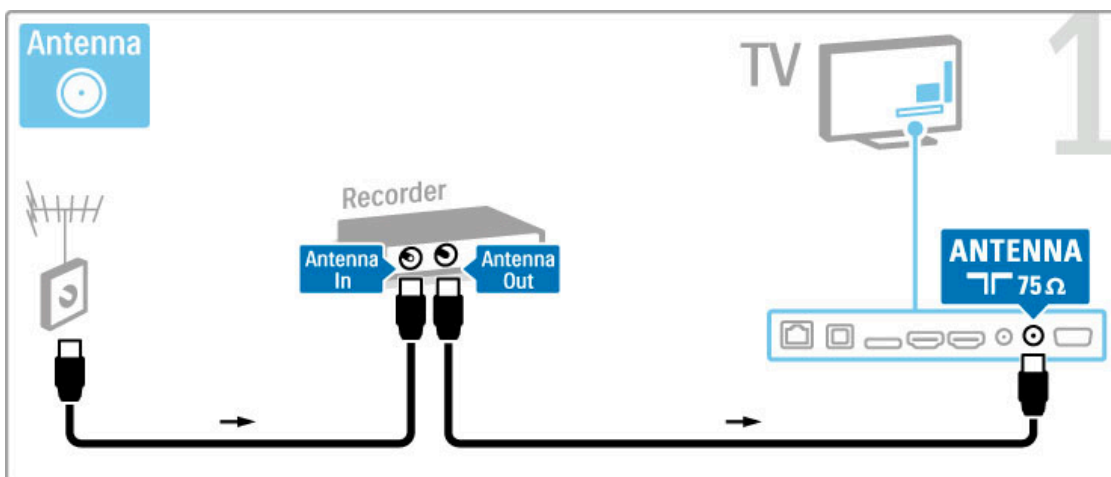 Antenna
TV
1
Recorder
Antenna
In
Antenna
Out
ANTENNA
75 Ω